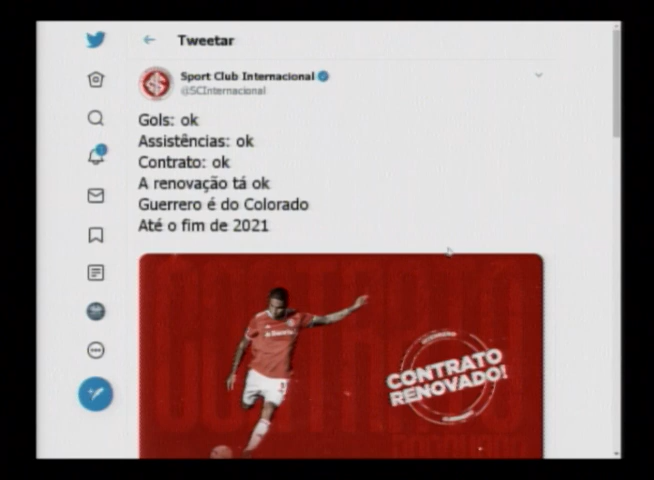 Tweetar
Sport Club Internacional
@SCInternacional
Gols: ok
Assistências: ok
Contrato: ok
A renovação tá ok
Guerrero é do Colorado
Até o fim de 2021
CONTRATO
CONTRATO
RENOVADO!